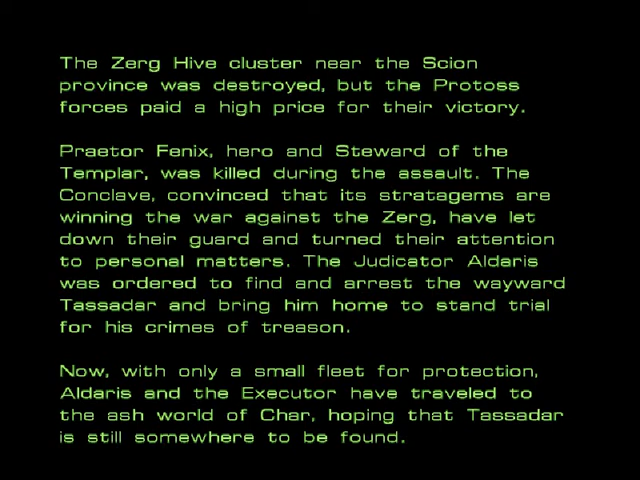 The Zerg Hive cluster near the Scion
province was destroyed, but the Protoss
forces paid a high price for their victory.
Praetor Fenix, hero and Steward of the
Templar, was killed during the assault. The
Conclave, convinced that its stratagems are
winning the war against the Zerg, have let
down their guard and turned their attention
to personal matters. The Judicator Aldaris
was ordered to find and arrest the wayward
Tassadar and bring him home to stand trial
for his crimes of treason.
Now, with only a small fleet for protection,
Aldaris and the Executor have traveled to
the ash world of Char, hoping that Tassadar
is still somewhere to be found.